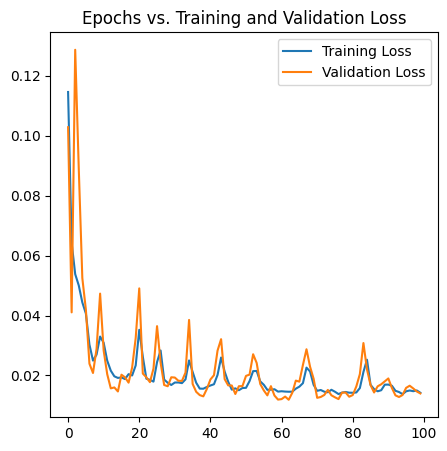 Epochs vs. Training and Validation Loss
Training Loss
Validation Loss
0.12
0.10
0.08
0.06
0.04
0.02
0 20 40 60 80 100